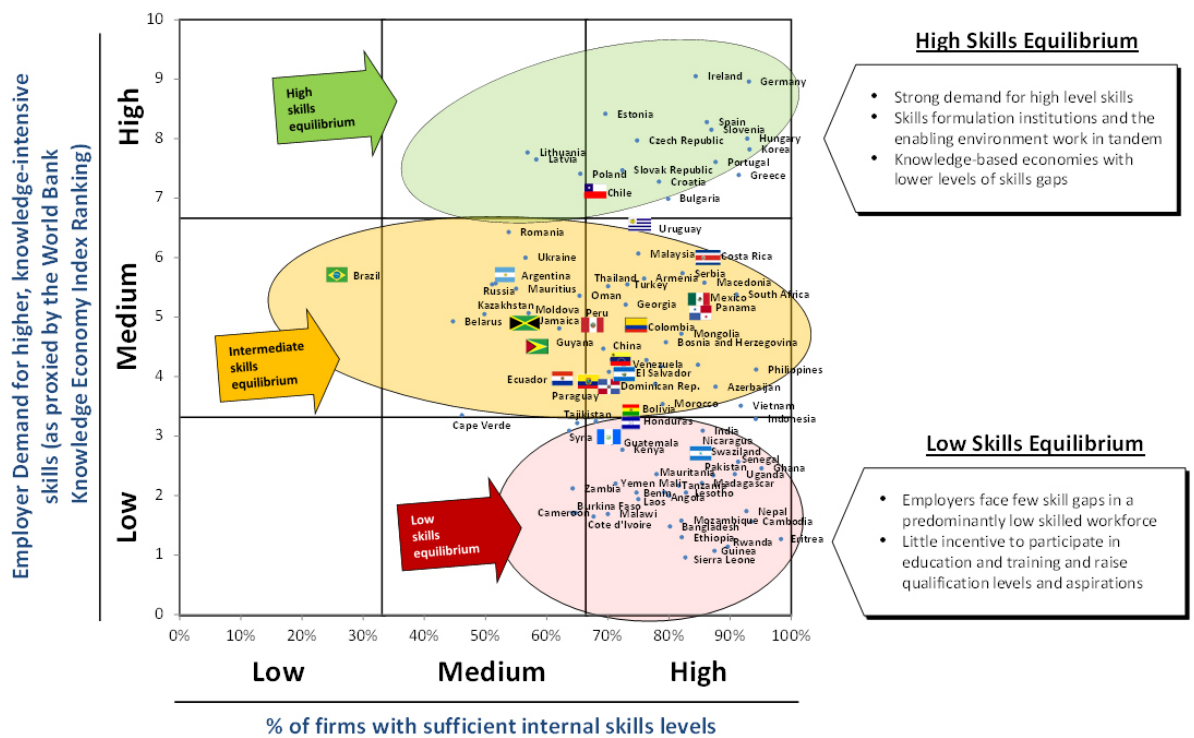 Employer Demand for higher, knowledge-intensive
skills (as proxied by the World Bank
Knowledge Economy Index Ranking)
High
Medium
Low
10
9
8
7
6
5
4
3
2
1
0
High
skills
equilibrium
Intermediate
skills
equilibrium
Low
skills
equilibrium
Ireland
Germany
Estonia
Spain
Slovenia
Czech Republic
Hungary
Korea
Lithuania
Latvia
Portugal
Slovak Republic
Poland
Greece
Croatia
Chile
Bulgaria
Uruguay
Romania
Malaysia
Costa Rica
Ukraine
Brazil
Argentina
Thailand
Armenia
Serbia
Turkey
Macedonia
Russia
Mauritius
Oman
South Africa
Mexico
Kazakhstan
Moldova
Georgia
Panama
Peru
Belarus
Jamaica
Colombia
Mongolia
Guyana
China
Bosnia and Herzegovina
Venezuela
El Salvador
Philippines
Ecuador
Dominican Rep.
Azerbaijan
Paraguay
Morocco
Vietnam
Bolivia
Tajikistan
Cape Verde
Honduras
Indonesia
Syria
India
Guatemala
Nicaragua
Kenya
Swaziland
Senegal
Pakistan
Ghana
Mauritania
Uganda
Yemen
Mali
Tanzania
Madagascar
Zambia
Benin
Lesotho
Angola
Laos
Burkina Faso
Cameroon
Malawi
Nepal
Cote d'Ivoire
Mozambique
Cambodia
Bangladesh
Ethiopia
Rwanda
Eritrea
Guinea
Sierra Leone
0%
10%
20%
30%
40%
50%
60%
70%
80%
90%
100%
Low
Medium
High
% of firms with sufficient internal skills levels
High Skills Equilibrium
• Strong demand for high level skills
• Skills formulation institutions and the
enabling environment work in tandem
• Knowledge-based economies with
lower levels of skills gaps
Low Skills Equilibrium
• Employers face few skill gaps in a
predominantly low skilled workforce
• Little incentive to participate in
education and training and raise
qualification levels and aspirations